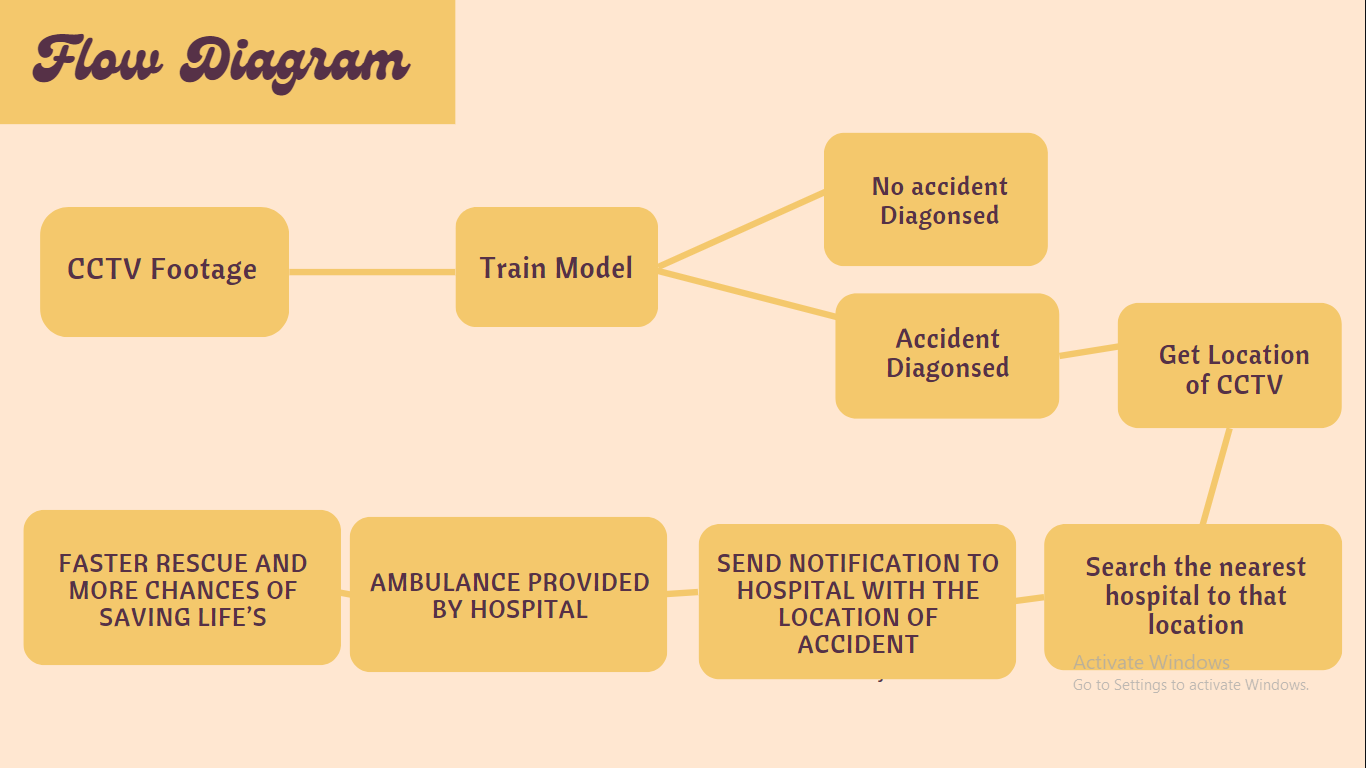 Flow Diagram
No accident
Diagonsed
CCTV Footage
Train Model
Accident
Diagonsed
Get Location
of CCTV
Search the nearest
hospital to that
location
SEND NOTIFICATION TO
HOSPITAL WITH THE
LOCATION OF
ACCIDENT
AMBULANCE PROVIDED
BY HOSPITAL
FASTER RESCUE AND
MORE CHANCES OF
SAVING LIFE’S
Activate Windows
Go to Settings to activate Windows.